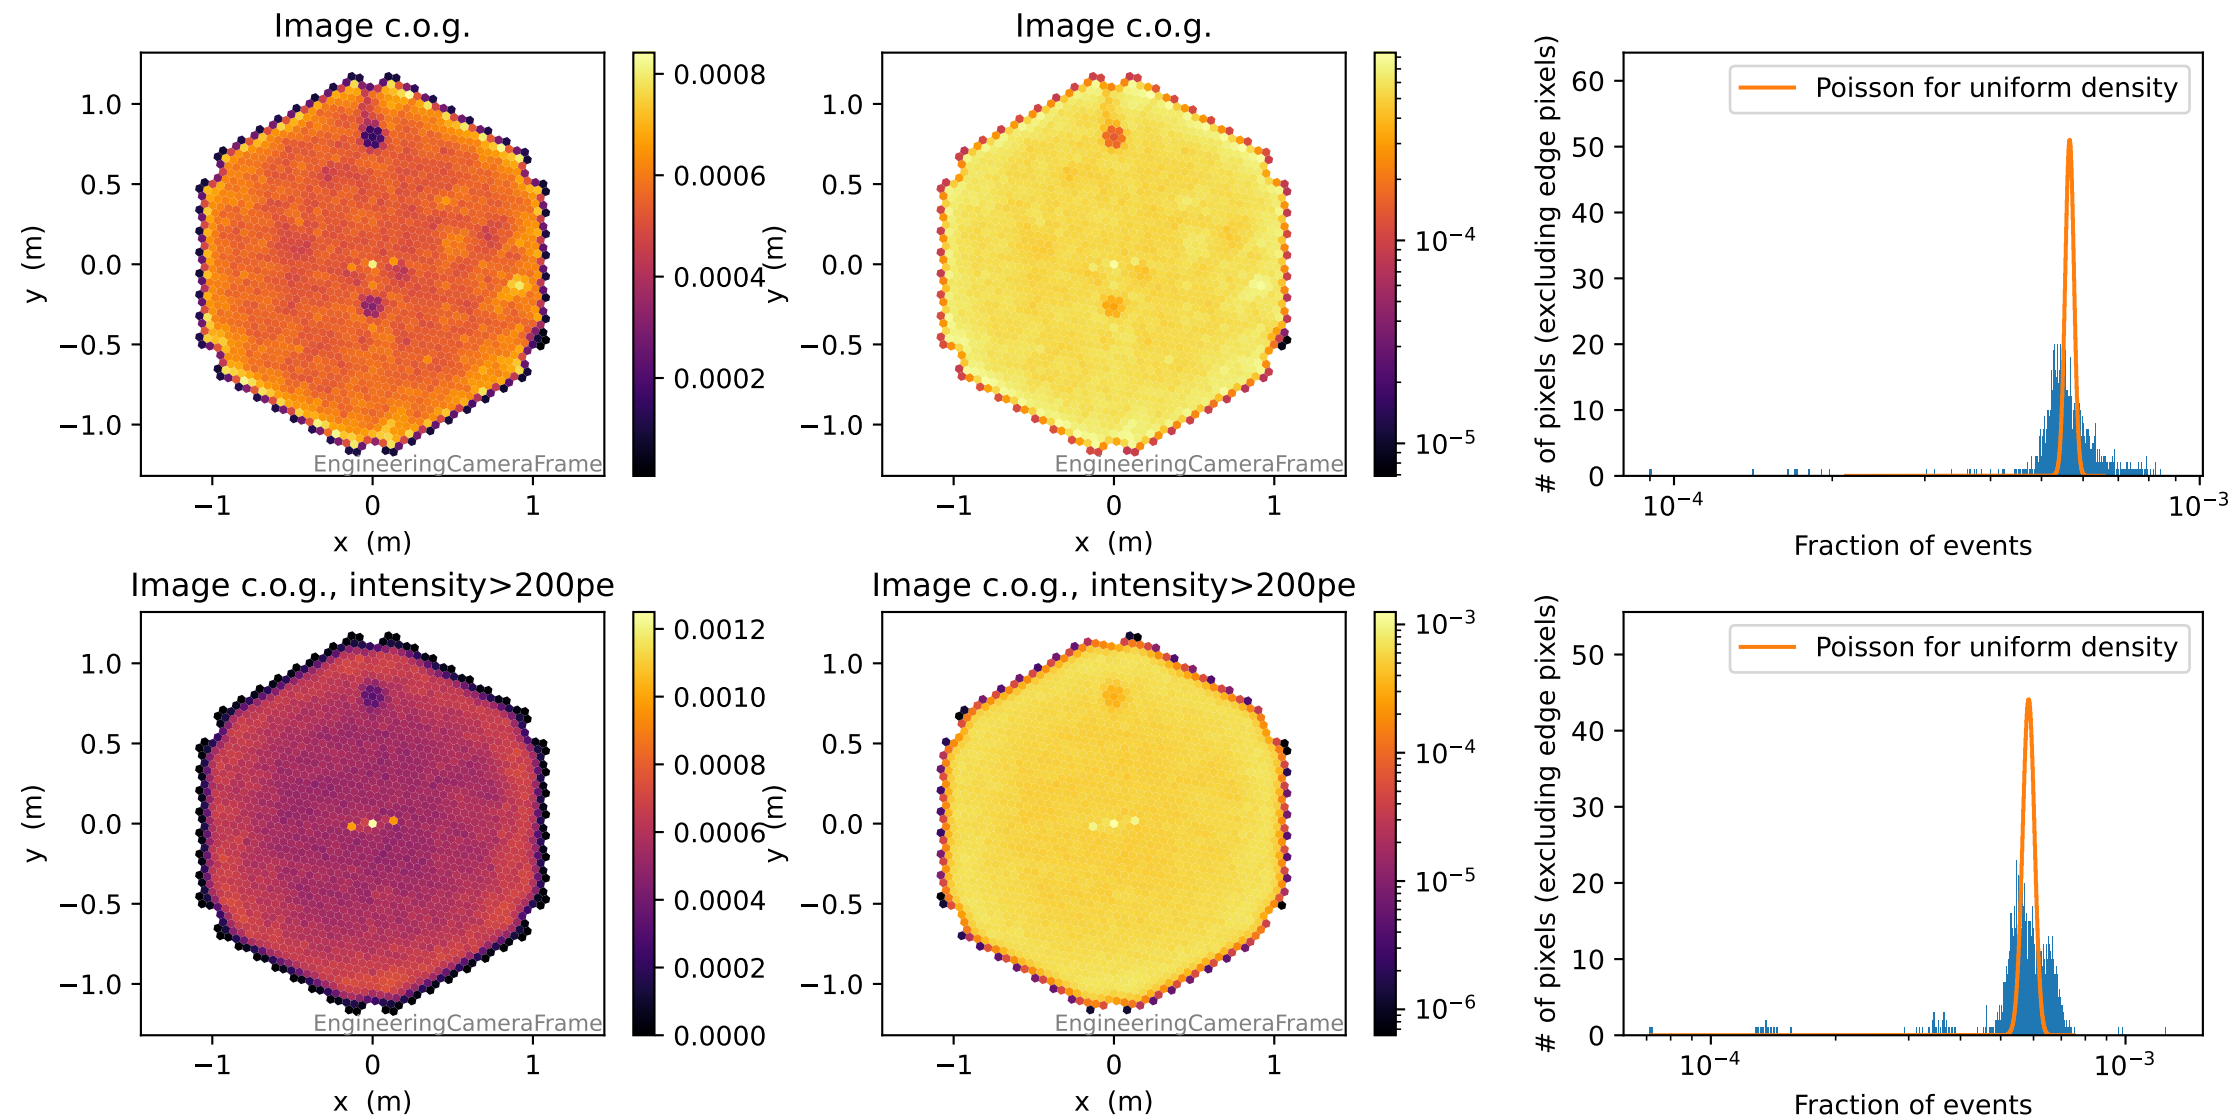 Image c.o.g.
y (m)
1.0
0.5
0.0
−0.5
−1.0
−1 0 1
x (m)
EngineeringCameraFrame
0.0008
0.0006
0.0004
0.0002
Image c.o.g.
y (m)
1.0
0.5
0.0
−0.5
−1.0
−1 0 1
x (m)
EngineeringCameraFrame
10−4
10−5
# of pixels (excluding edge pixels)
60
50
40
30
20
10
0
10−4 10−3
Fraction of events
Poisson for uniform density
Image c.o.g., intensity>200pe
y (m)
1.0
0.5
0.0
−0.5
−1.0
−1 0 1
x (m)
EngineeringCameraFrame
0.0012
0.0010
0.0008
0.0006
0.0004
0.0002
0.0000
Image c.o.g., intensity>200pe
y (m)
1.0
0.5
0.0
−0.5
−1.0
−1 0 1
x (m)
EngineeringCameraFrame
10−3
10−4
10−5
10−6
# of pixels (excluding edge pixels)
50
40
30
20
10
0
10−4 10−3
Fraction of events
Poisson for uniform density